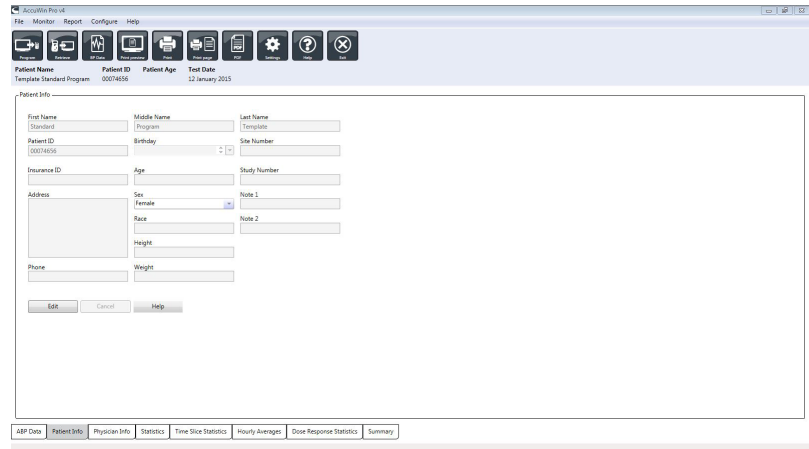 AccuWin Pro v4
File Monitor Report Configure Help
Program Retrieve BP Data Print preview Print Print page PDF Settings Help Exit
Patient Name Patient ID Patient Age Test Date
Template Standard Program 00074656 12 January 2015
Patient Info
First Name Middle Name Last Name
Standard Program Template
Patient ID Birthday Site Number
00074656
Insurance ID Age Study Number
Address Sex Note 1
Female
Race Note 2
Height
Phone Weight
Edit Cancel Help
ABP Data Patient Info Physician Info Statistics Time Slice Statistics Hourly Averages Dose Response Statistics Summary